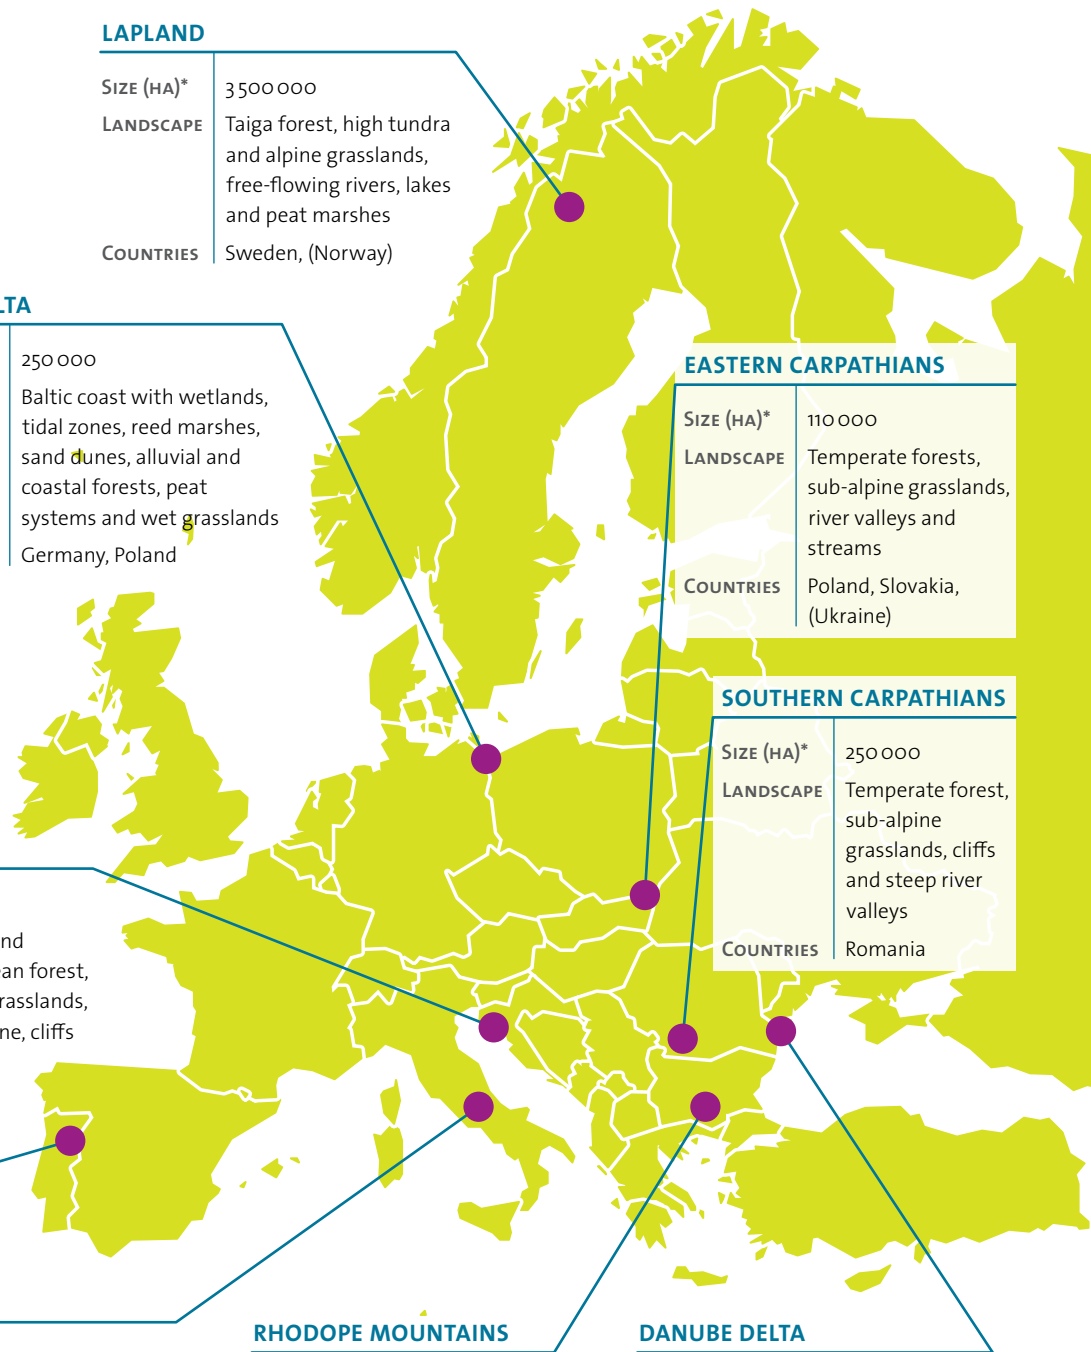 LAPLAND
SIZE (HA)* 3 500 000
LANDSCAPE Taiga forest, high tundra
and alpine grasslands,
free-flowing rivers, lakes
and peat marshes
COUNTRIES Sweden, (Norway)
LTA
250 000
Baltic coast with wetlands,
tidal zones, reed marshes,
sand dunes, alluvial and
coastal forests, peat
systems and wet grasslands
Germany, Poland
EASTERN CARPATHIANS
SIZE (HA)* 110 000
LANDSCAPE Temperate forests,
sub-alpine grasslands,
river valleys and
streams
COUNTRIES Poland, Slovakia,
(Ukraine)
SOUTHERN CARPATHIANS
SIZE (HA)* 250 000
LANDSCAPE Temperate forest,
sub-alpine
grasslands, cliffs
and steep river
valleys
COUNTRIES Romania
nd
ean forest,
rasslands,
ne, cliffs
RHODOPE MOUNTAINS
DANUBE DELTA